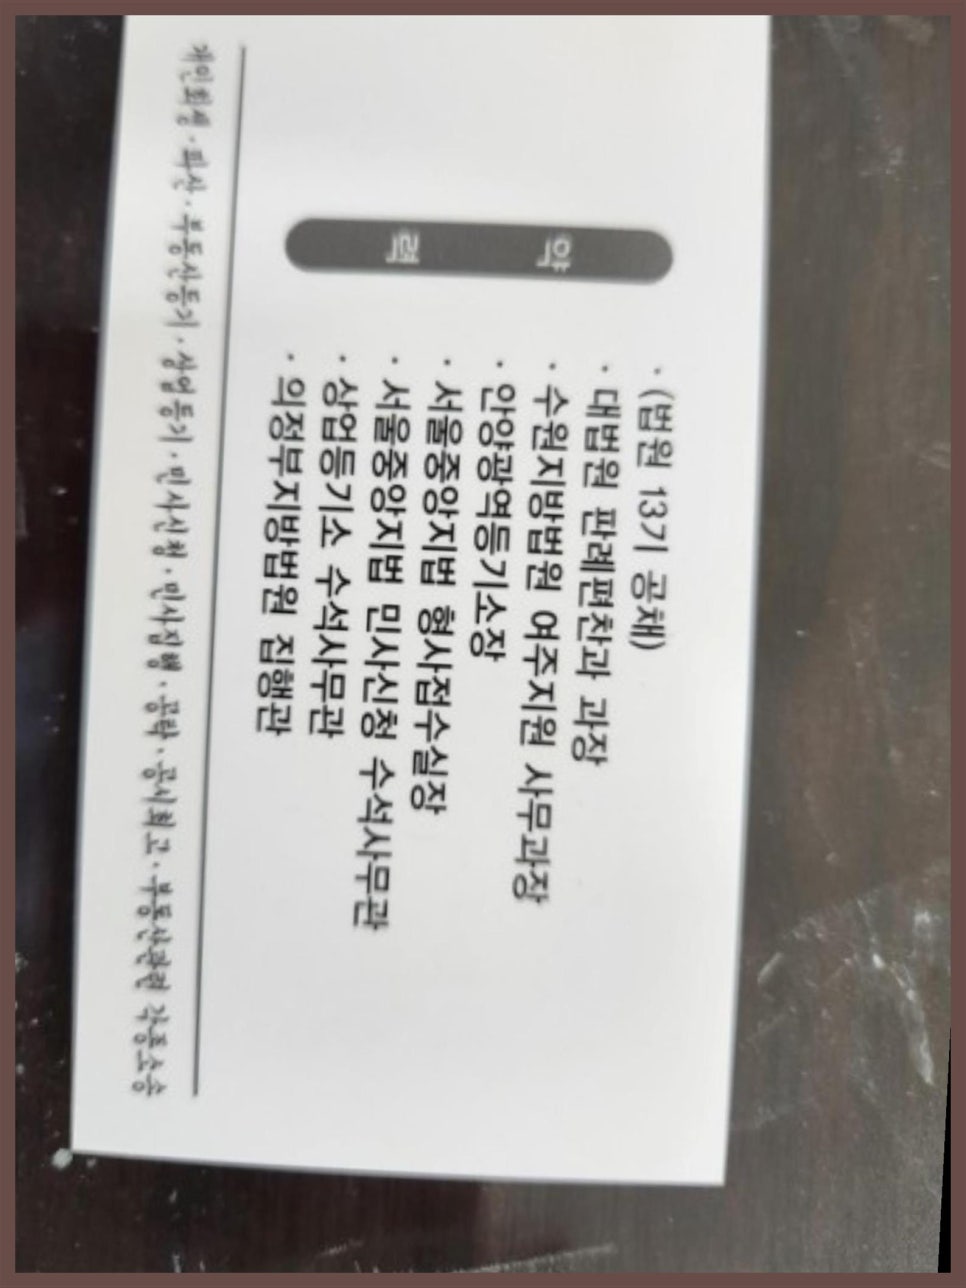 약 력
· (법원 13기 공채)
· 대법원 판례편찬과 과장
· 수원지방법원 여주지원 사무과장
· 안양광역등기소장
· 서울중앙지법 형사접수실장
· 서울중앙지법 민사신청 수석사무관
· 상업등기소 수석사무관
· 의정부지방법원 집행관
개인회생 · 파산 · 부동산등기 · 상업등기 · 민사신청 · 민사집행 · 공탁 · 공시최고 · 부동산관련 각종소송